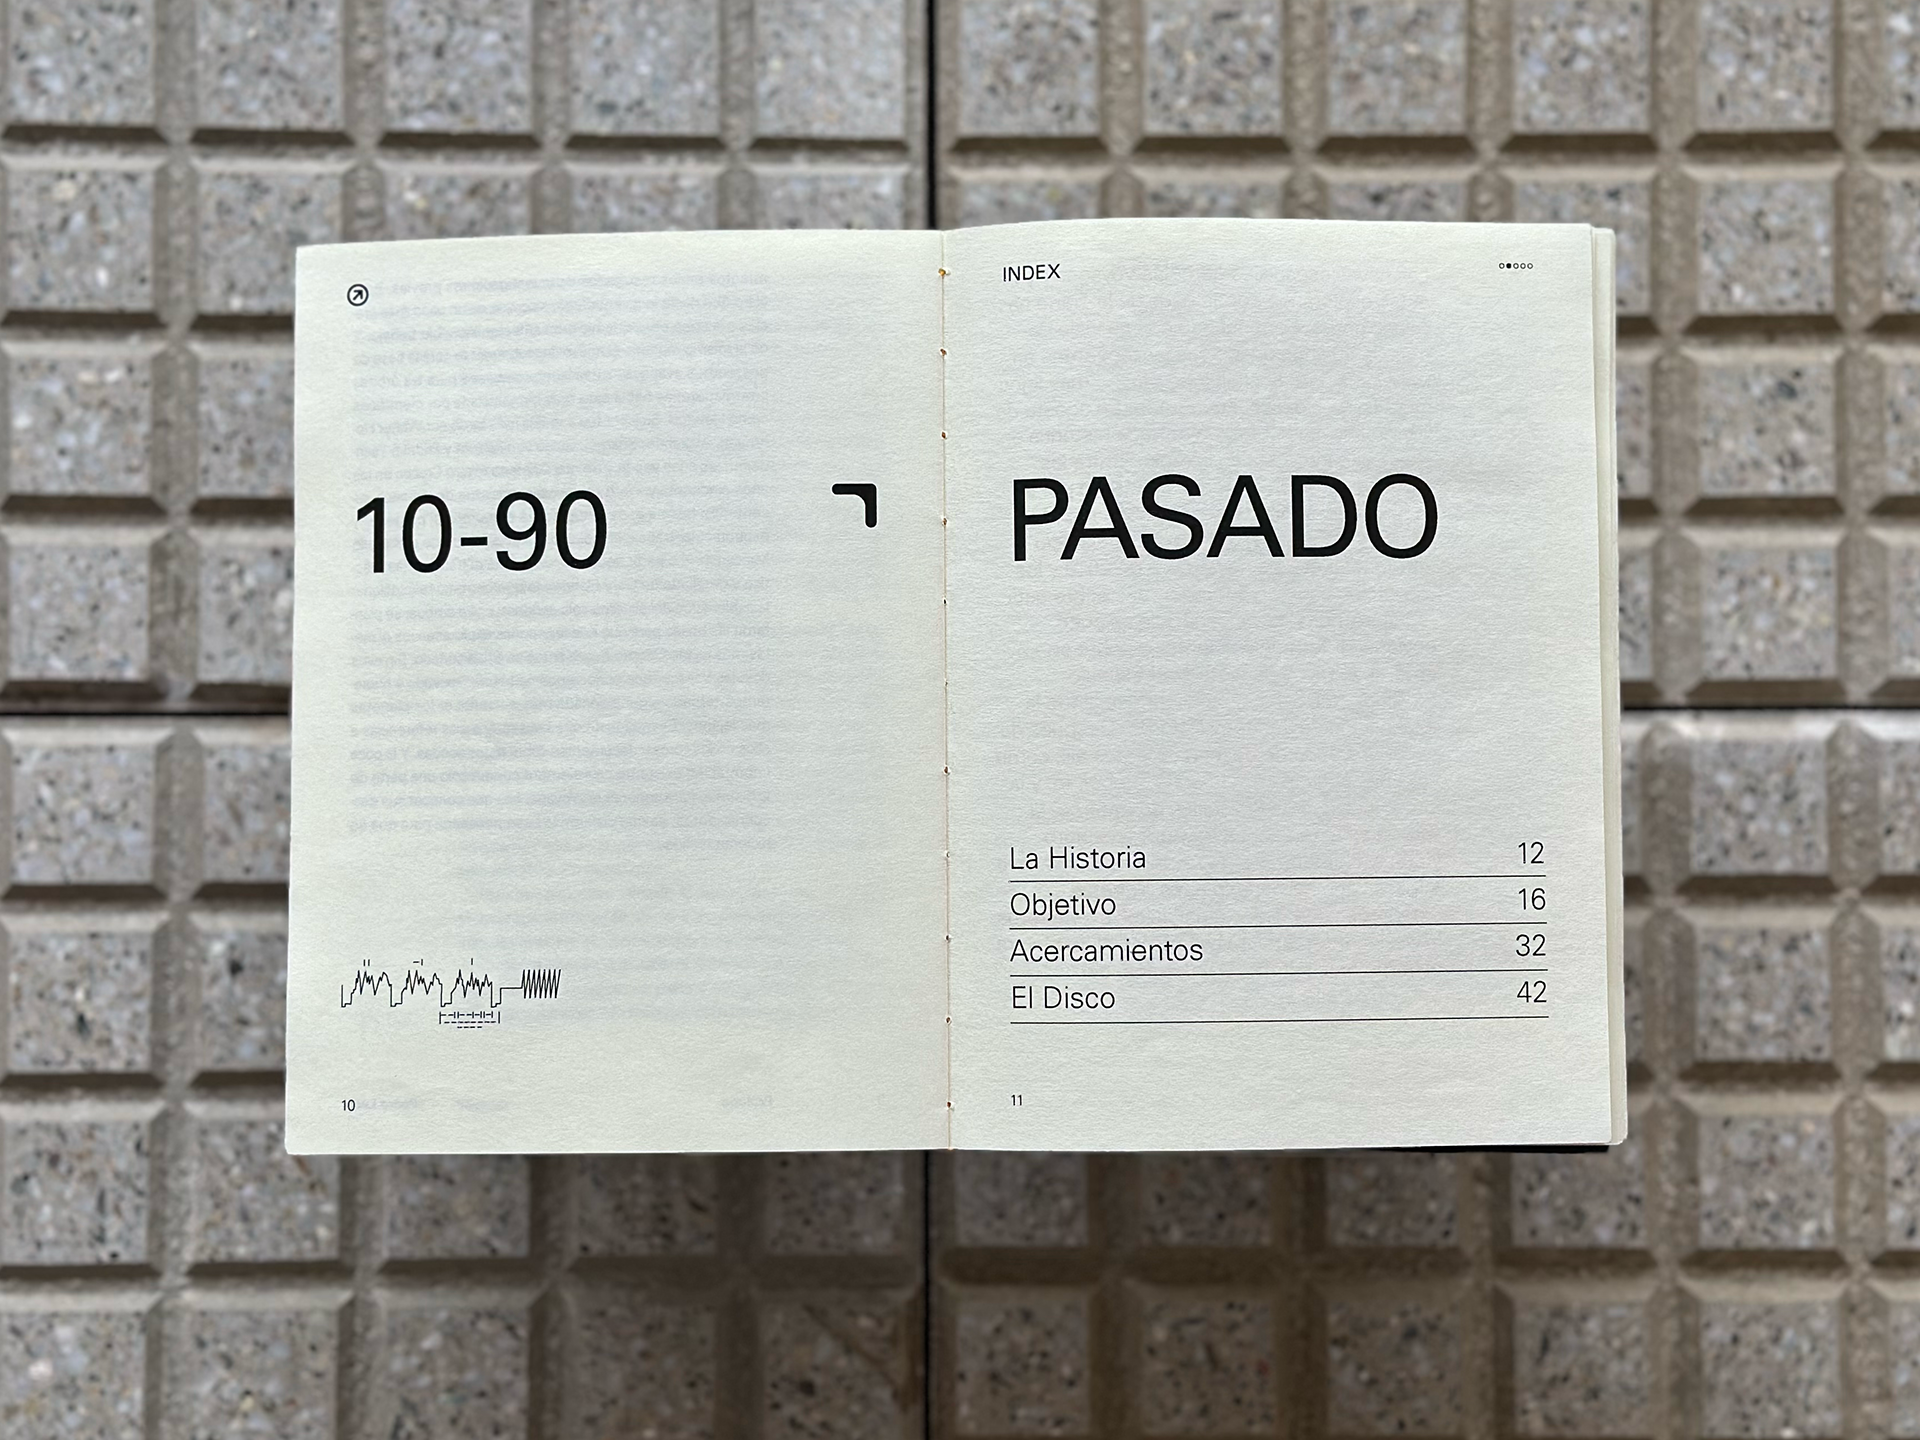 10-90
10
INDEX
PASADO
La Historia 12
Objetivo 16
Acercamientos 32
El Disco 42
11